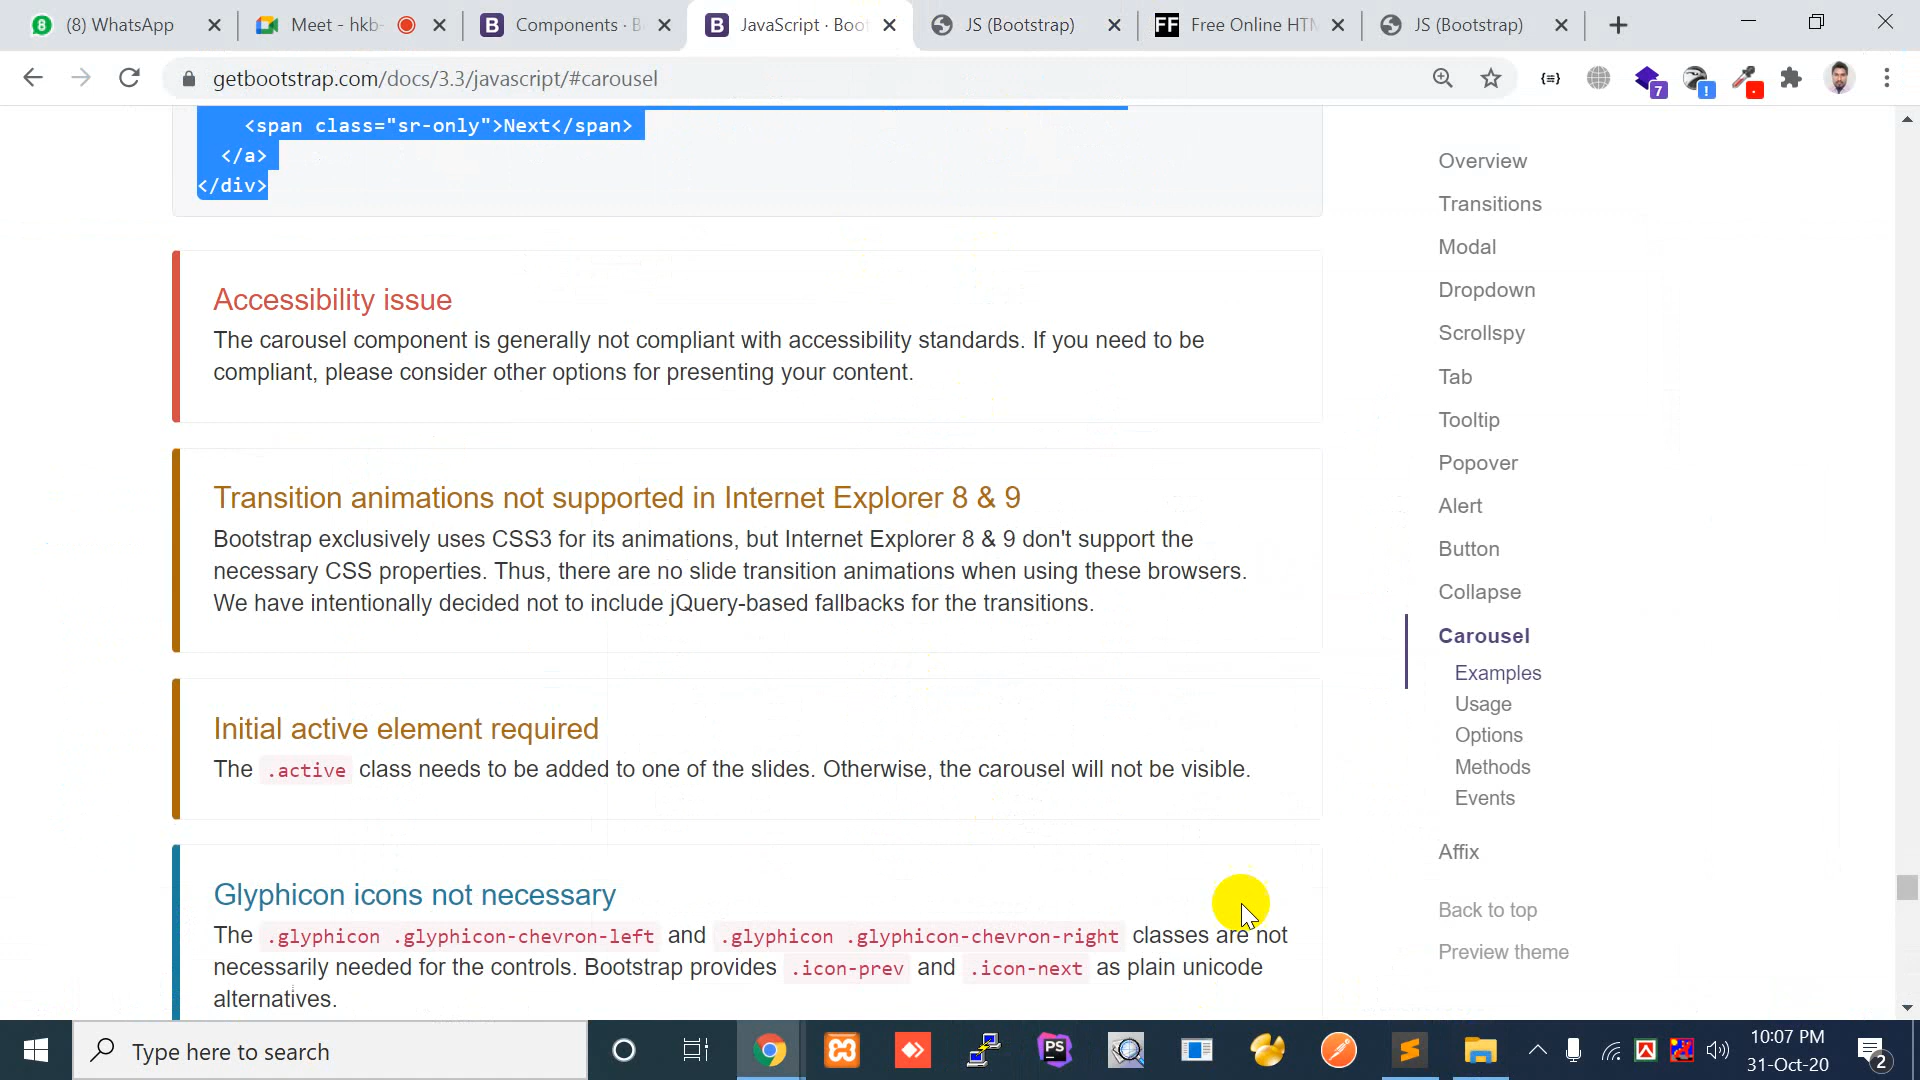 (8) WhatsApp
Meet - hkb-
Components · B
JavaScript · Boo
JS (Bootstrap)
Free Online HTM
JS (Bootstrap)
getbootstrap.com/docs/3.3/javascript/#carousel
7
<span class="sr-only">Next</span>
</a>
</div>
Accessibility issue
The carousel component is generally not compliant with accessibility standards. If you need to be
compliant, please consider other options for presenting your content.
Transition animations not supported in Internet Explorer 8 & 9
Bootstrap exclusively uses CSS3 for its animations, but Internet Explorer 8 & 9 don't support the
necessary CSS properties. Thus, there are no slide transition animations when using these browsers.
We have intentionally decided not to include jQuery-based fallbacks for the transitions.
Initial active element required
The .active class needs to be added to one of the slides. Otherwise, the carousel will not be visible.
Glyphicon icons not necessary
The .glyphicon .glyphicon-chevron-left and .glyphicon .glyphicon-chevron-right classes are not
necessarily needed for the controls. Bootstrap provides .icon-prev and .icon-next as plain unicode
alternatives.
Overview
Transitions
Modal
Dropdown
Scrollspy
Tab
Tooltip
Popover
Alert
Button
Collapse
Carousel
Examples
Usage
Options
Methods
Events
Affix
Back to top
Preview theme
Type here to search
PS
10:07 PM
31-Oct-20
2